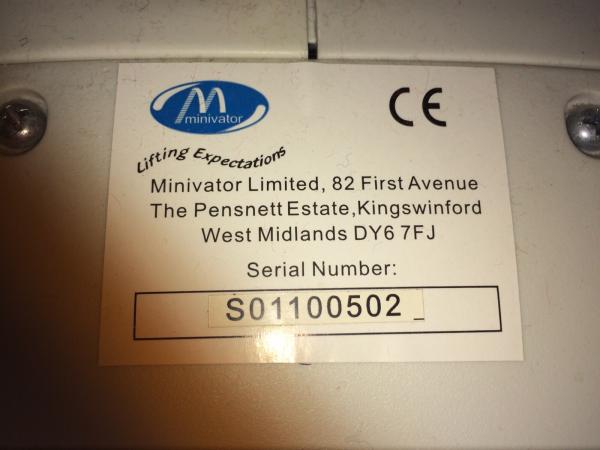 M
minivator
CE
Lifting Expectations
Minivator Limited, 82 First Avenue
The Pensnett Estate,Kingswinford
West Midlands DY6 7FJ
Serial Number:
S01100502_